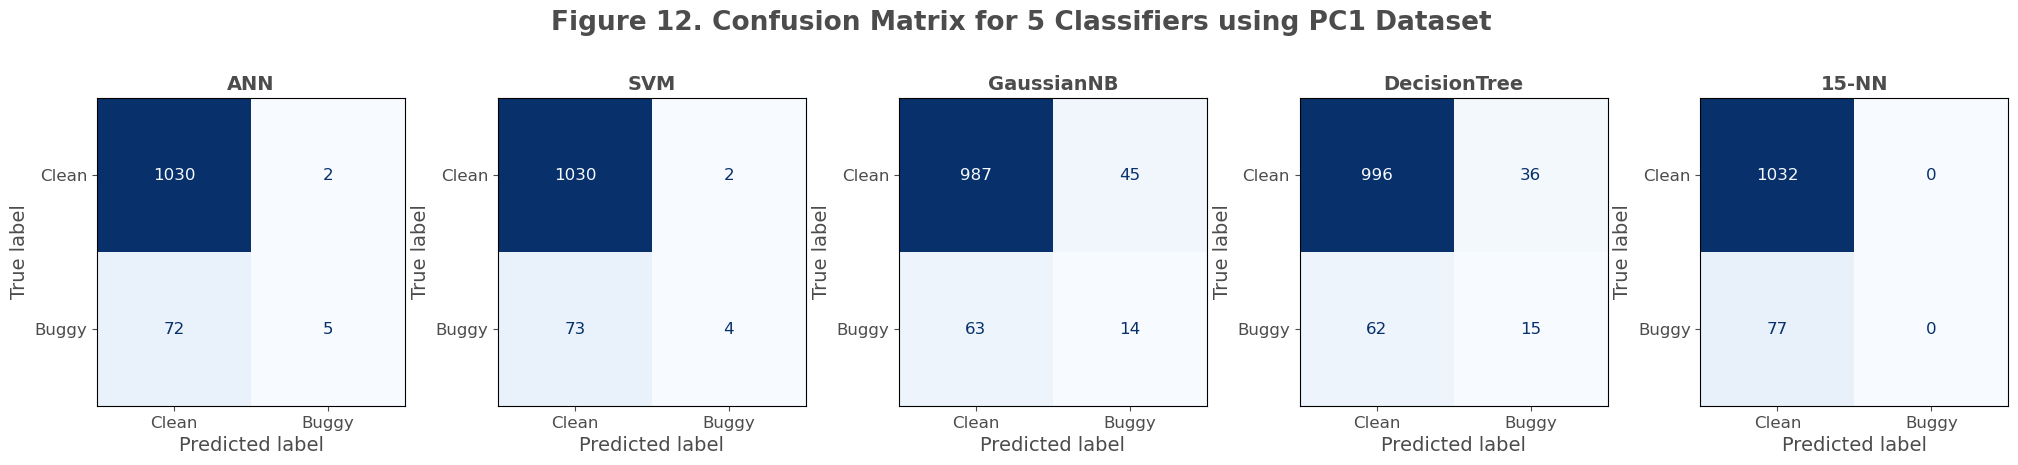 Figure 12. Confusion Matrix for 5 Classifiers using PC1 Dataset
ANN
True label
Clean
1030
2
Buggy
72
5
Clean
Buggy
Predicted label
SVM
True label
Clean
1030
2
Buggy
73
4
Clean
Buggy
Predicted label
GaussianNB
True label
Clean
987
45
Buggy
63
14
Clean
Buggy
Predicted label
DecisionTree
True label
Clean
996
36
Buggy
62
15
Clean
Buggy
Predicted label
15-NN
True label
Clean
1032
0
Buggy
77
0
Clean
Buggy
Predicted label